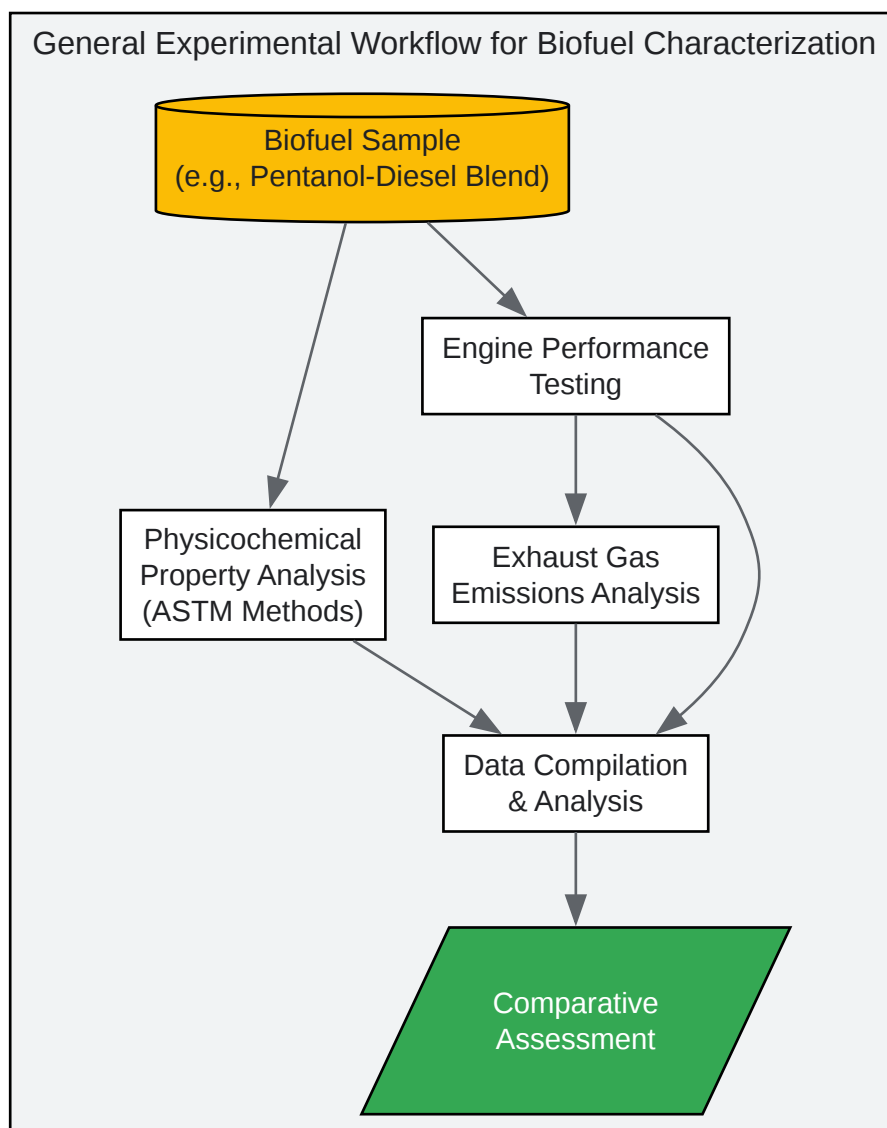 General Experimental Workflow for Biofuel Characterization
Biofuel Sample
(e.g., Pentanol-Diesel Blend)
Engine Performance
Testing
Physicochemical
Property Analysis
(ASTM Methods)
Exhaust Gas
Emissions Analysis
Data Compilation
& Analysis
Comparative
Assessment